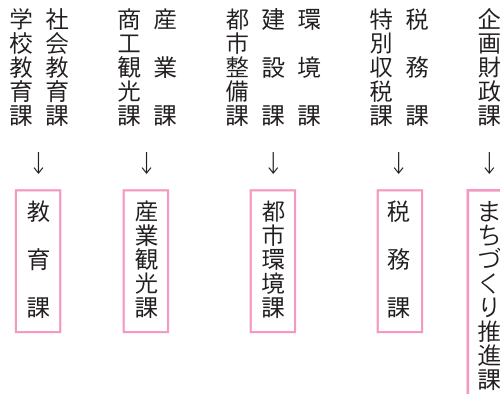 企画財政課
↓
まちづくり推進課
税務課
特別収税課
↓
税務課
環境課
建設課
都市整備課
↓
都市環境課
産業課
商工観光課
↓
産業観光課
社会教育課
学校教育課
↓
教育課